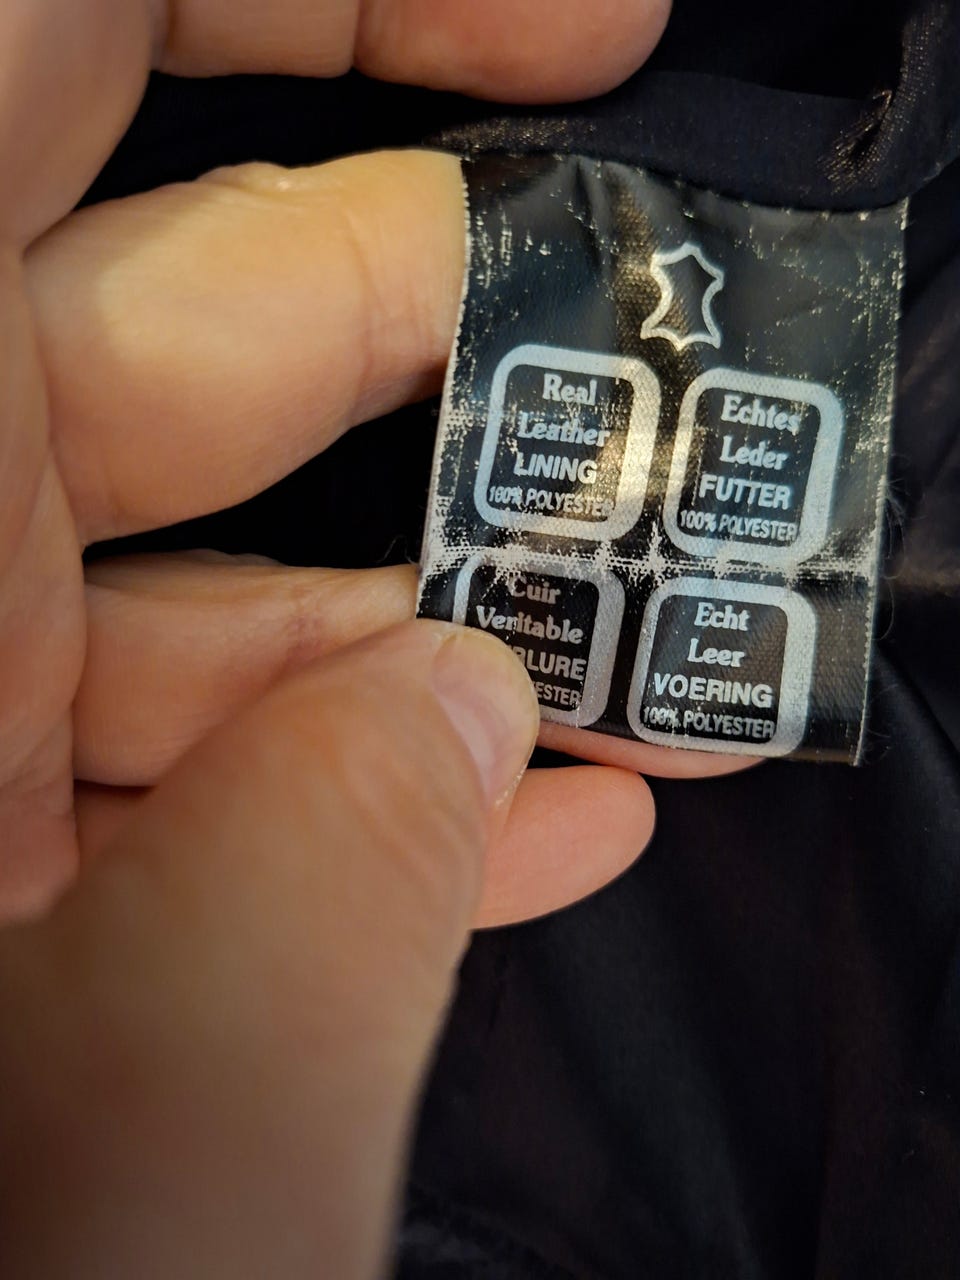 Real
Leather
LINING
100% POLYESTER
Echtes
Leder
FUTTER
100% POLYESTER
Cuir
Veritable
Echt
Leer
VOERING
100% POLYESTER